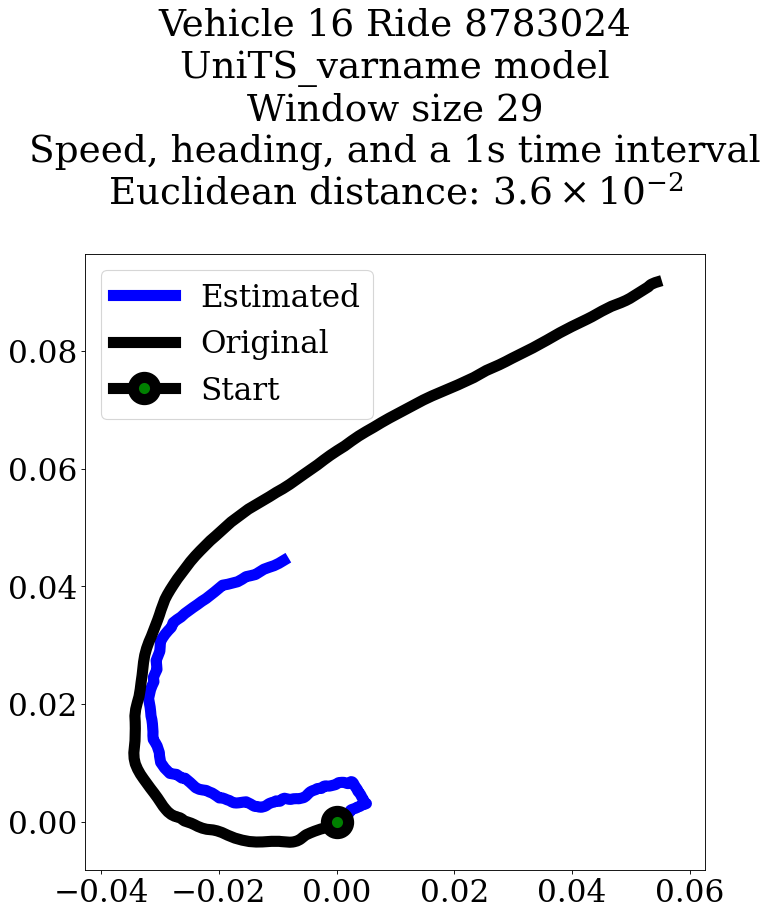 Vehicle 16 Ride 8783024
UniTS_varname model
Window size 29
Speed, heading, and a 1s time interval
Euclidean distance: 3.6 × 10⁻²
Estimated
Original
Start
0.08
0.06
0.04
0.02
0.00
−0.04
−0.02
0.00
0.02
0.04
0.06